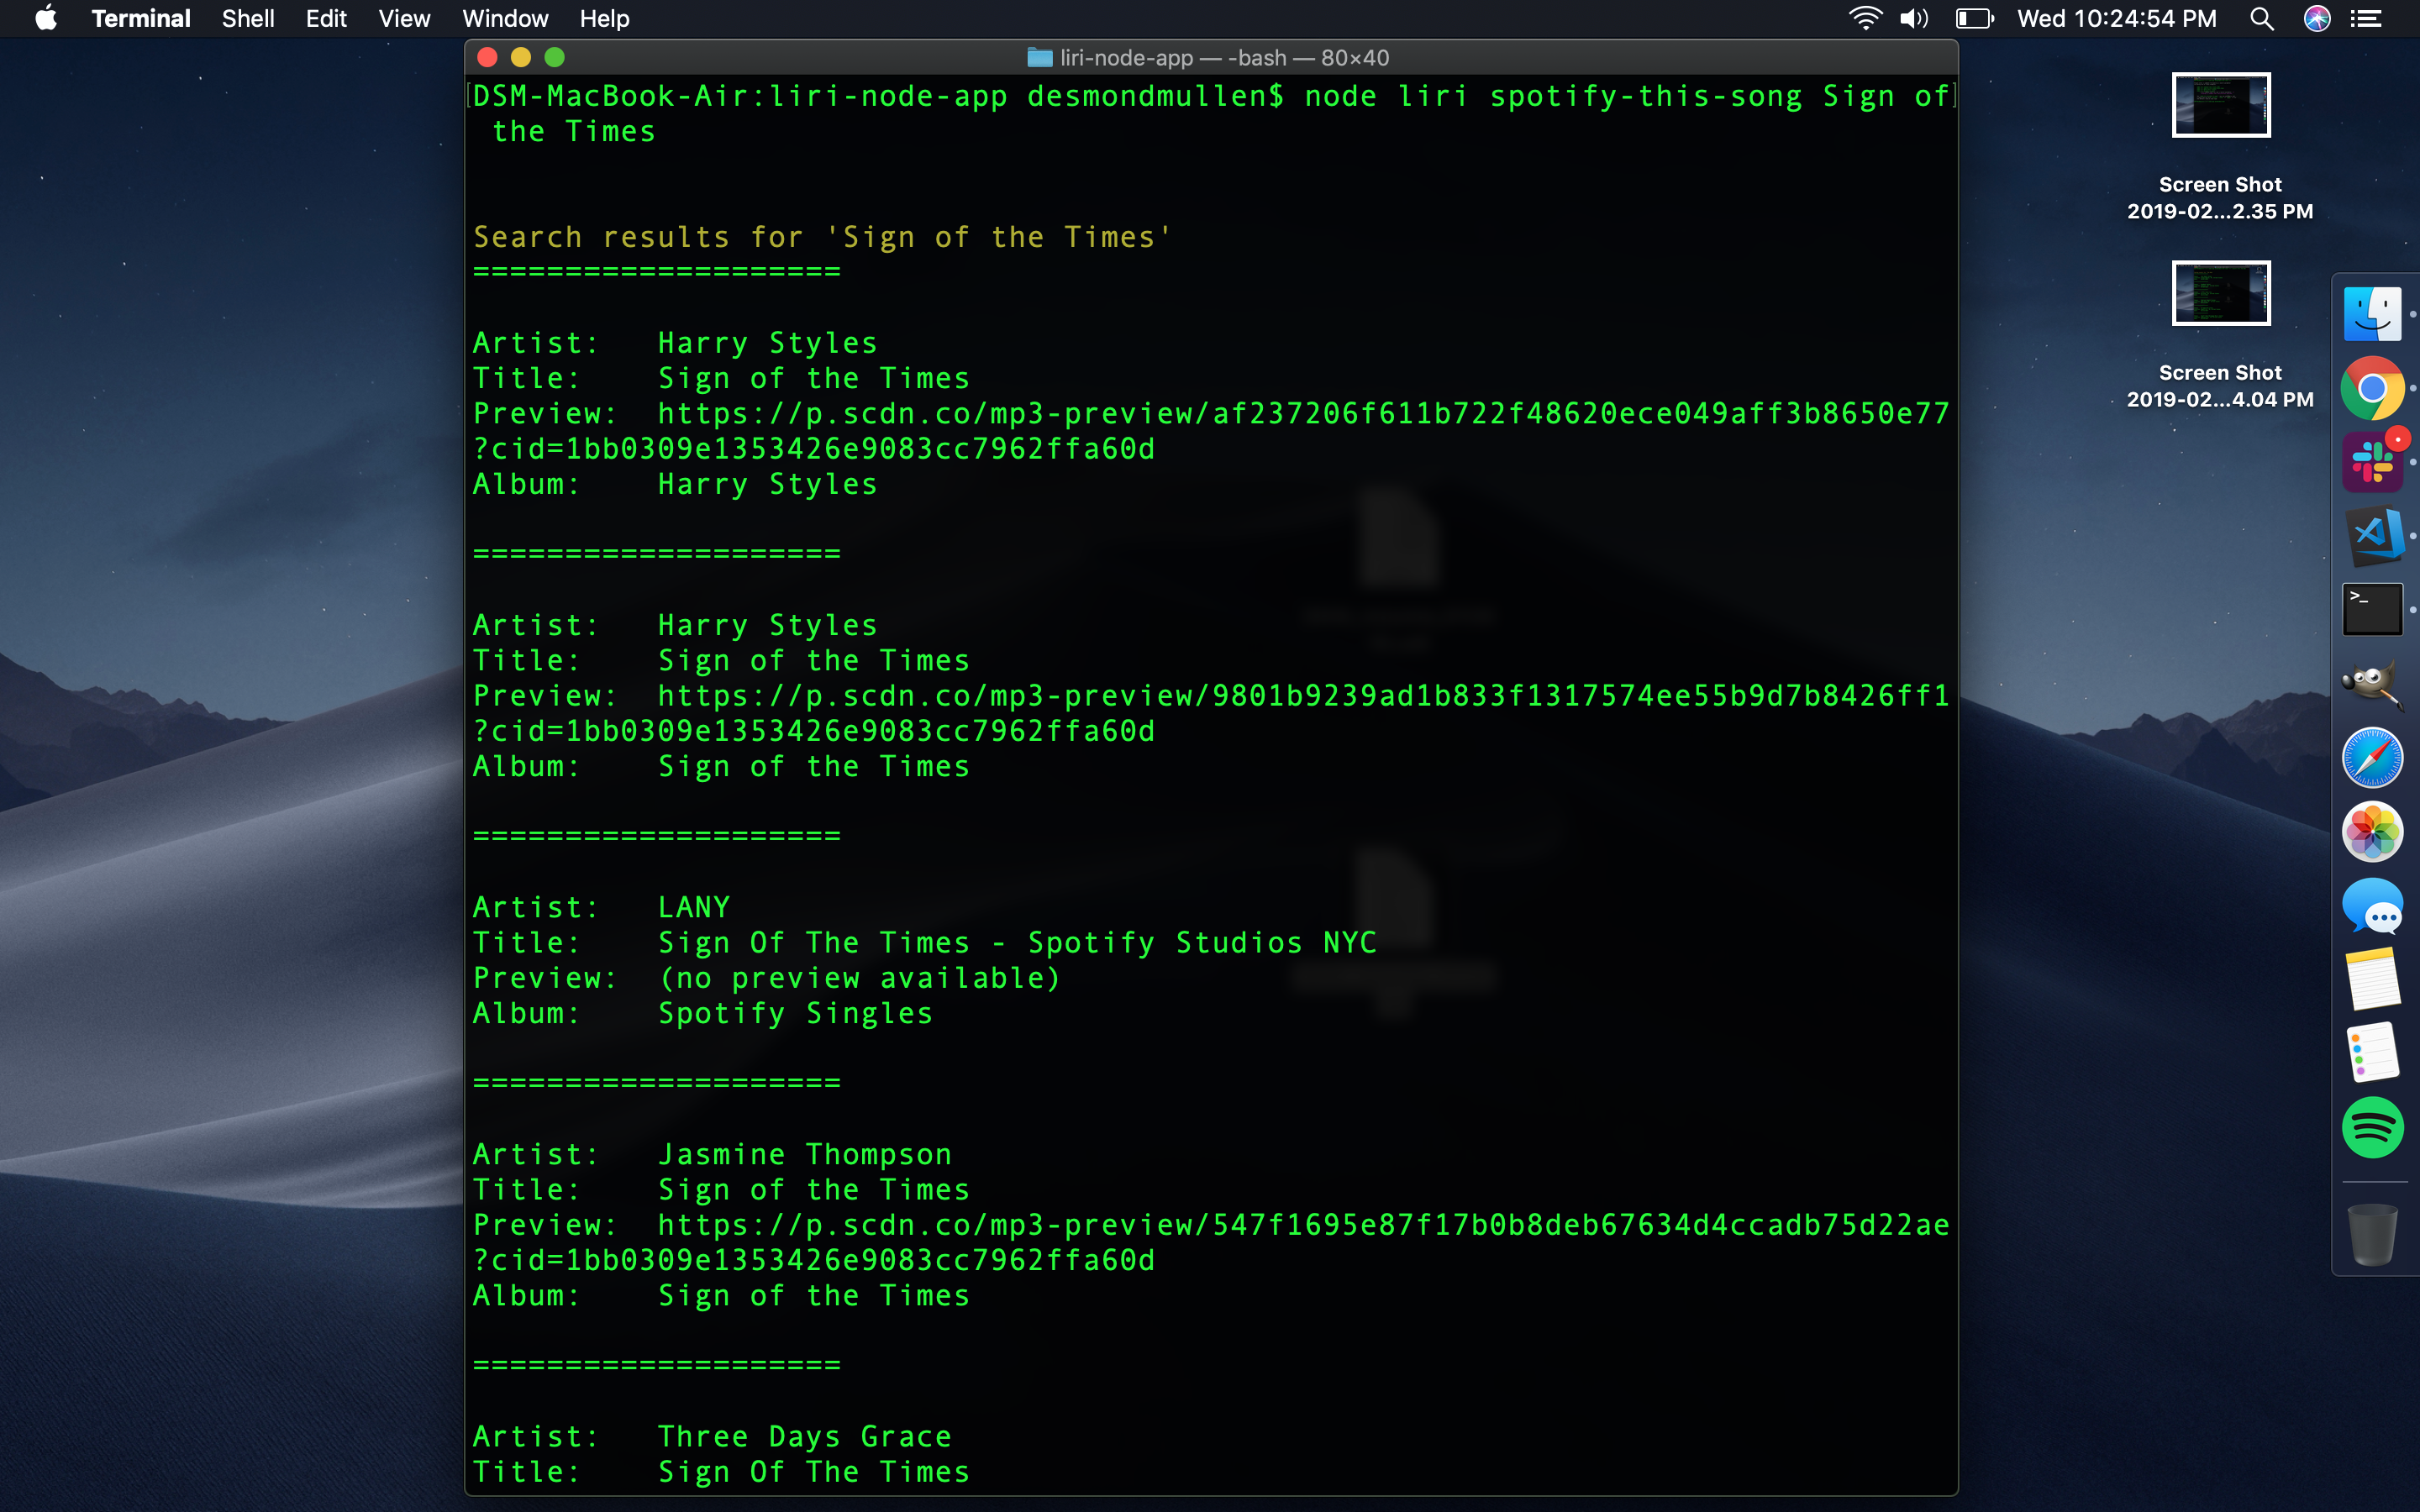 Terminal Shell Edit View Window Help Wed 10:24:54 PM
liri-node-app — -bash — 80×40
DSM-MacBook-Air:liri-node-app desmondmullen$ node liri spotify-this-song Sign of
the Times
Search results for 'Sign of the Times'
====================
Artist: Harry Styles
Title: Sign of the Times
Preview: https://p.scdn.co/mp3-preview/af237206f611b722f48620ece049aff3b8650e77
?cid=1bb0309e1353426e9083cc7962ffa60d
Album: Harry Styles
====================
Artist: Harry Styles
Title: Sign of the Times
Preview: https://p.scdn.co/mp3-preview/9801b9239ad1b833f1317574ee55b9d7b8426ff1
?cid=1bb0309e1353426e9083cc7962ffa60d
Album: Sign of the Times
====================
Artist: LANY
Title: Sign Of The Times - Spotify Studios NYC
Preview: (no preview available)
Album: Spotify Singles
====================
Artist: Jasmine Thompson
Title: Sign of the Times
Preview: https://p.scdn.co/mp3-preview/547f1695e87f17b0b8deb67634d4ccadb75d22ae
?cid=1bb0309e1353426e9083cc7962ffa60d
Album: Sign of the Times
====================
Artist: Three Days Grace
Title: Sign Of The Times
Screen Shot
2019-02...2.35 PM
Screen Shot
2019-02...4.04 PM
>_